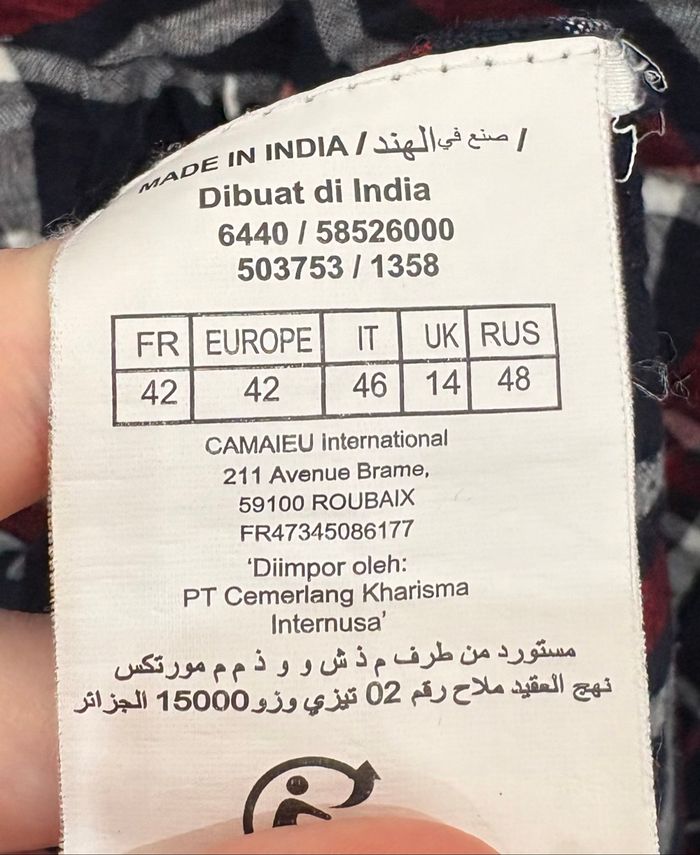 MADE IN INDIA / صنع في الهند /
Dibuat di India
6440 / 58526000
503753 / 1358
FR EUROPE IT UK RUS
42 42 46 14 48
CAMAIEU international
211 Avenue Brame,
59100 ROUBAIX
FR47345086177
‘Diimpor oleh:
PT Cemerlang Kharisma
Internusa’
مستورد من طرف م ذ ش و و ذ م م مورتكس
نهج العقيد ملاح رقم 02 تيزي وزو 15000 الجزائر